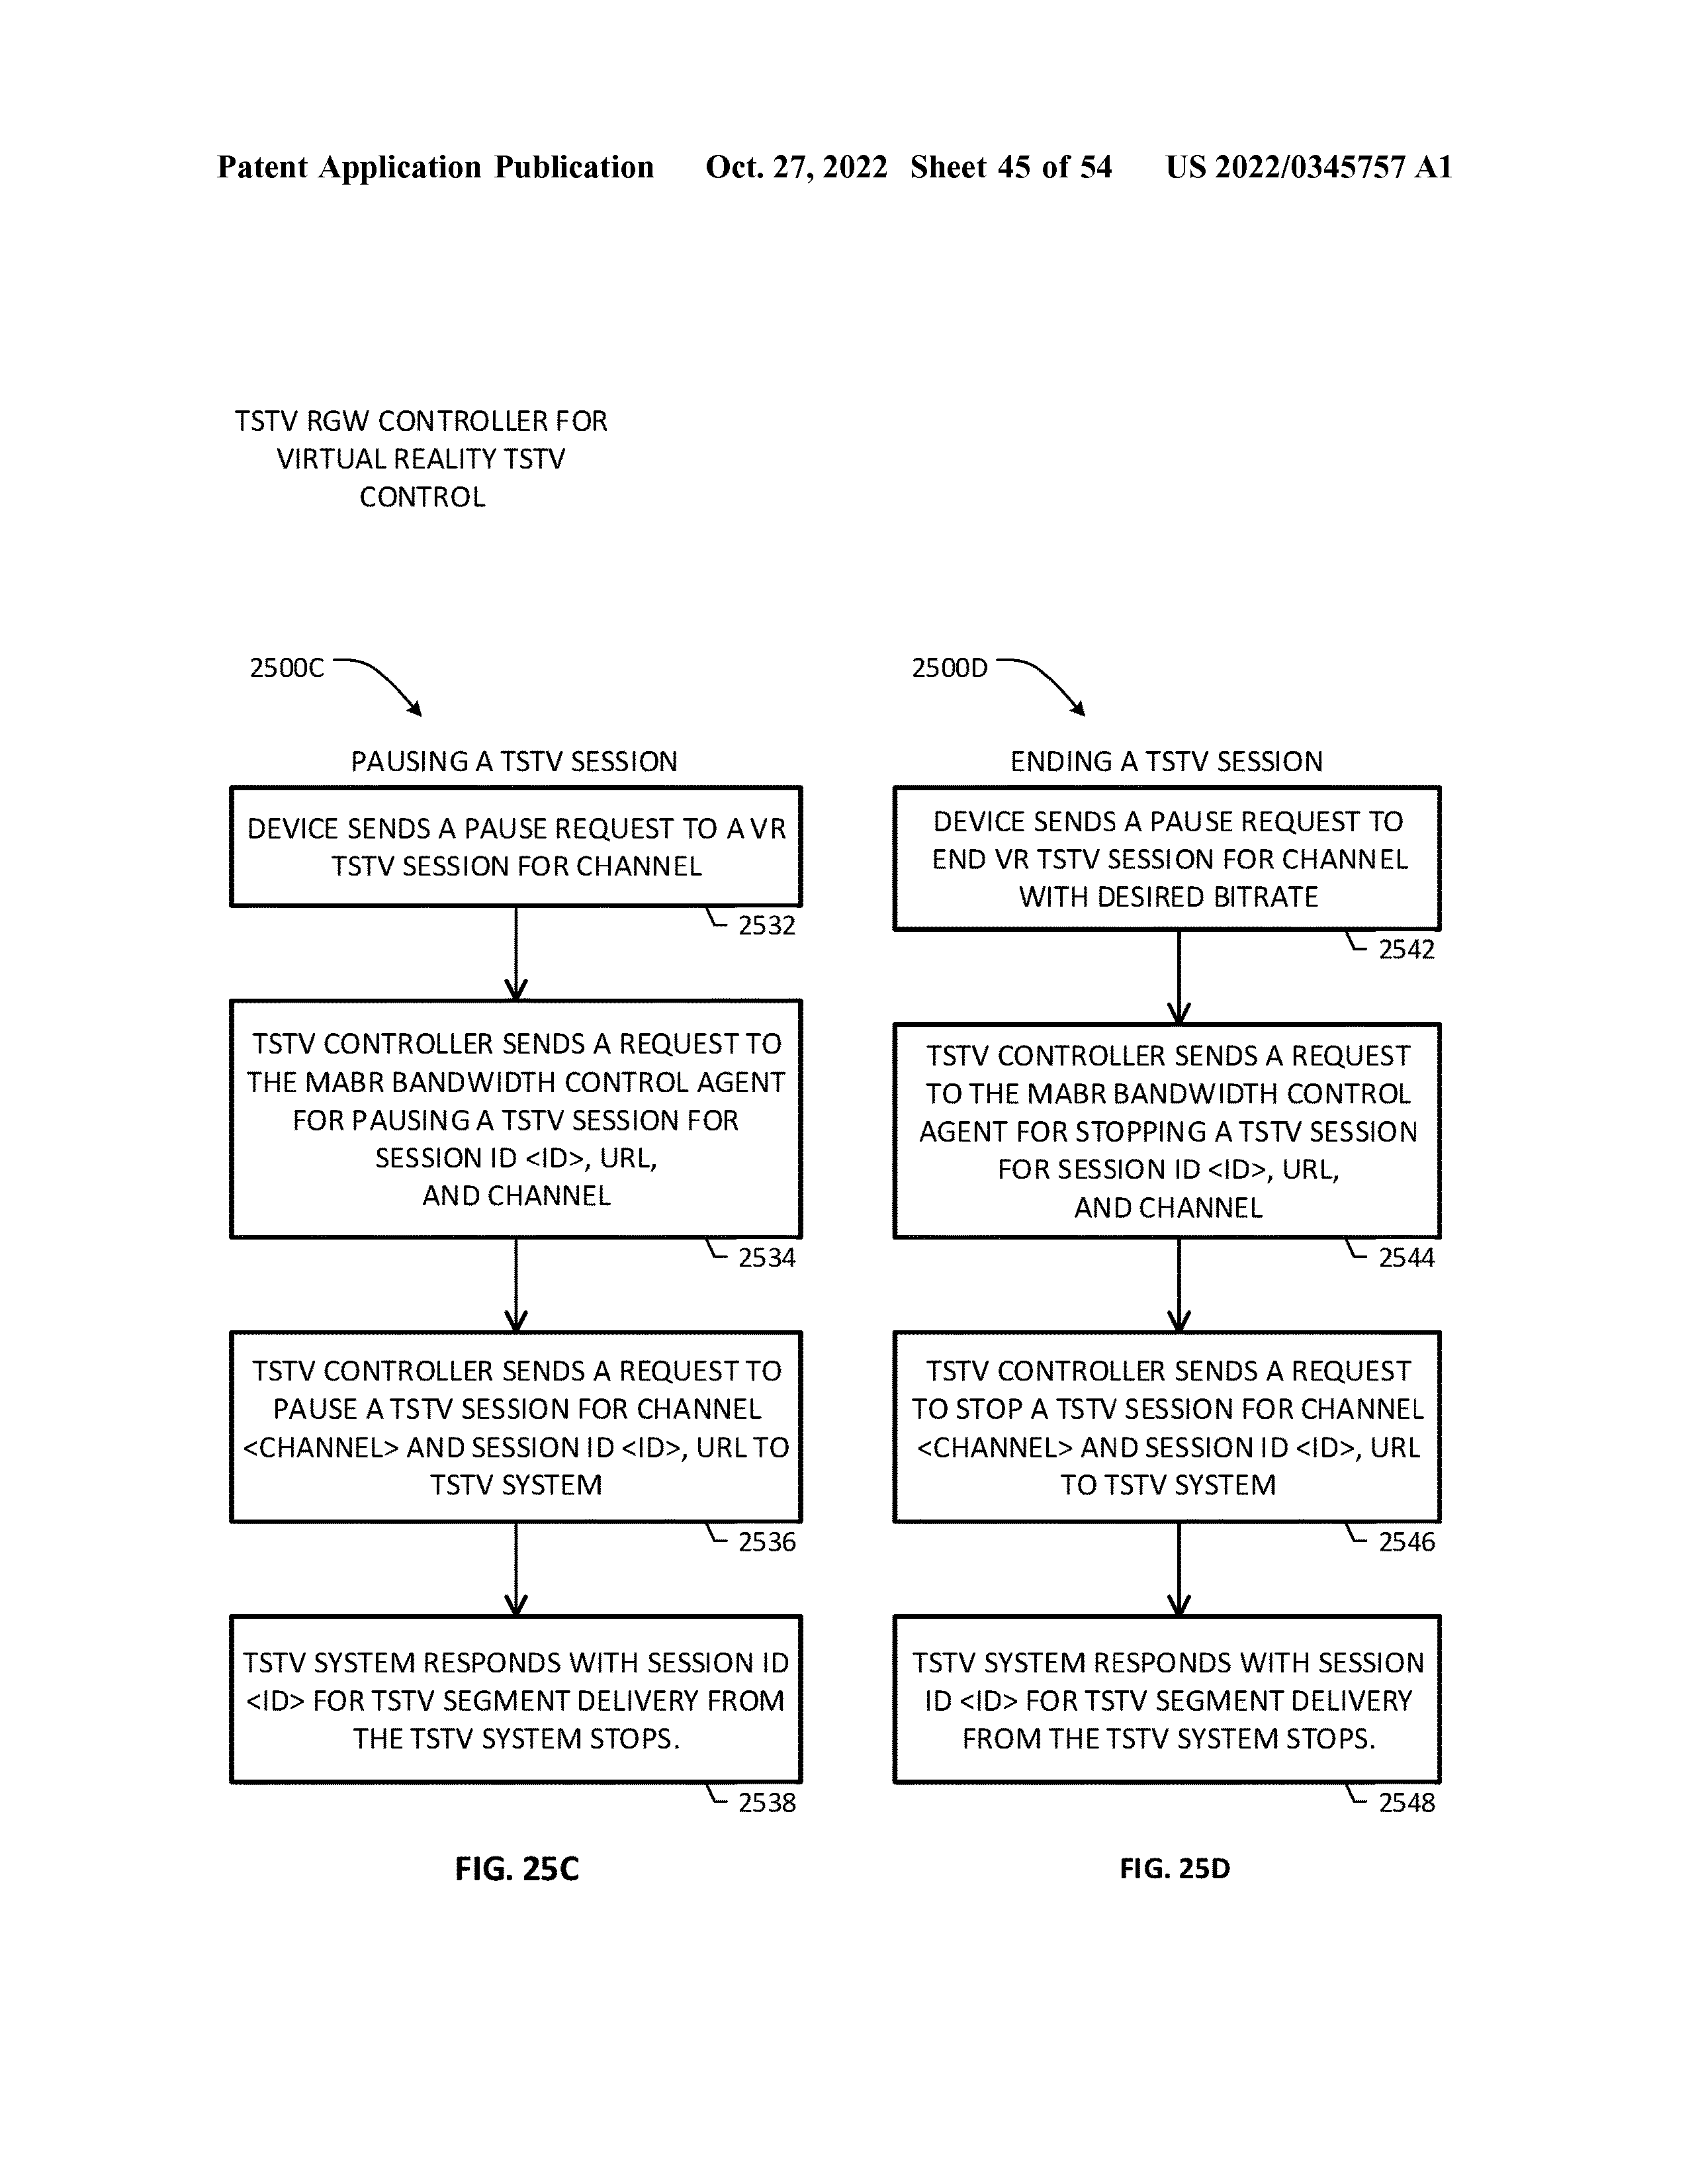 Patent Application Publication Oct. 27, 2022 Sheet 45 of 54 US 2022/0345757 A1
TSTV RGW CONTROLLER FOR
VIRTUAL REALITY TSTV
CONTROL
2500C
PAUSING A TSTV SESSION
DEVICE SENDS A PAUSE REQUEST TO A VR
TSTV SESSION FOR CHANNEL
2532
TSTV CONTROLLER SENDS A REQUEST TO
THE MABR BANDWIDTH CONTROL AGENT
FOR PAUSING A TSTV SESSION FOR
SESSION ID <ID>, URL,
AND CHANNEL
2534
TSTV CONTROLLER SENDS A REQUEST TO
PAUSE A TSTV SESSION FOR CHANNEL
<CHANNEL> AND SESSION ID <ID>, URL TO
TSTV SYSTEM
2536
TSTV SYSTEM RESPONDS WITH SESSION ID
<ID> FOR TSTV SEGMENT DELIVERY FROM
THE TSTV SYSTEM STOPS.
2538
FIG. 25C
2500D
ENDING A TSTV SESSION
DEVICE SENDS A PAUSE REQUEST TO
END VR TSTV SESSION FOR CHANNEL
WITH DESIRED BITRATE
2542
TSTV CONTROLLER SENDS A REQUEST
TO THE MABR BANDWIDTH CONTROL
AGENT FOR STOPPING A TSTV SESSION
FOR SESSION ID <ID>, URL,
AND CHANNEL
2544
TSTV CONTROLLER SENDS A REQUEST
TO STOP A TSTV SESSION FOR CHANNEL
<CHANNEL> AND SESSION ID <ID>, URL
TO TSTV SYSTEM
2546
TSTV SYSTEM RESPONDS WITH SESSION
ID <ID> FOR TSTV SEGMENT DELIVERY
FROM THE TSTV SYSTEM STOPS.
2548
FIG. 25D